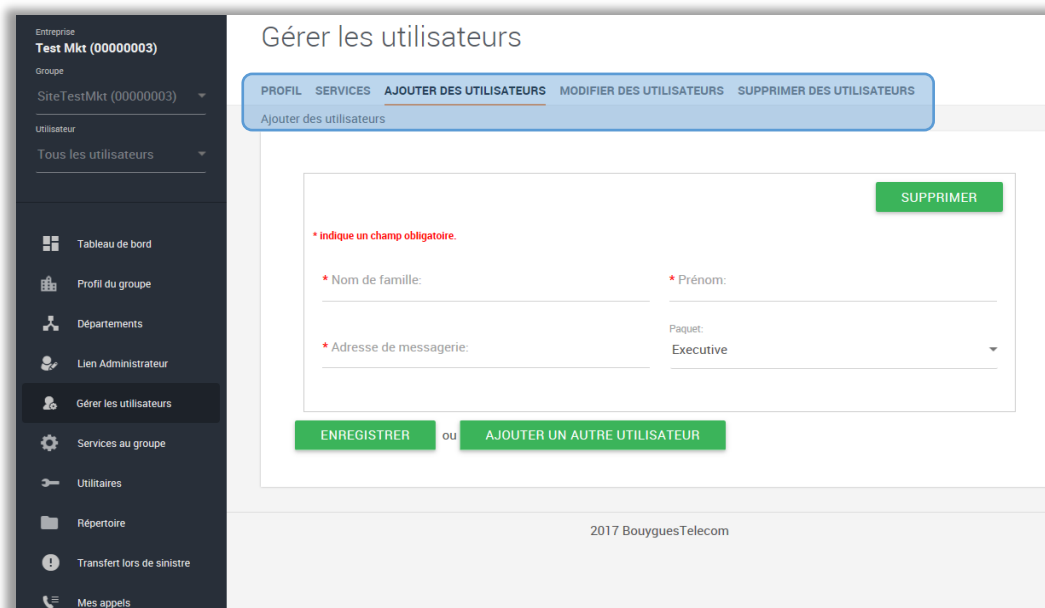 Entreprise
Test Mkt (00000003)
Groupe
SiteTestMkt (00000003)
Utilisateur
Tous les utilisateurs
Tableau de bord
Profil du groupe
Départements
Lien Administrateur
Gérer les utilisateurs
Services au groupe
Utilitaires
Répertoire
Transfert lors de sinistre
Mes appels
Gérer les utilisateurs
PROFIL SERVICES AJOUTER DES UTILISATEURS MODIFIER DES UTILISATEURS SUPPRIMER DES UTILISATEURS
Ajouter des utilisateurs
SUPPRIMER
* indique un champ obligatoire.
* Nom de famille: * Prénom:
Paquet:
* Adresse de messagerie: Executive
ENREGISTRER ou AJOUTER UN AUTRE UTILISATEUR
2017 BouyguesTelecom